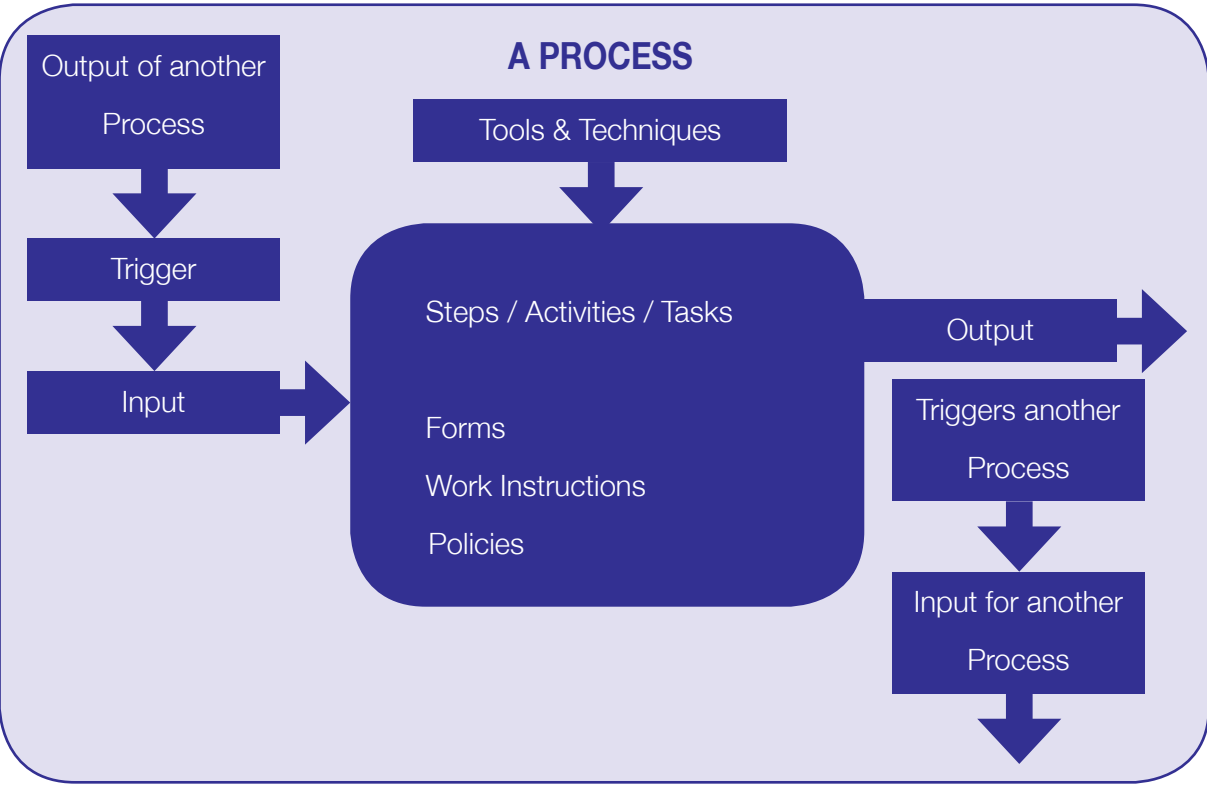 A PROCESS
Output of another
Process
Trigger
Input
Tools & Techniques
Steps / Activities / Tasks
Forms
Work Instructions
Policies
Output
Triggers another
Process
Input for another
Process